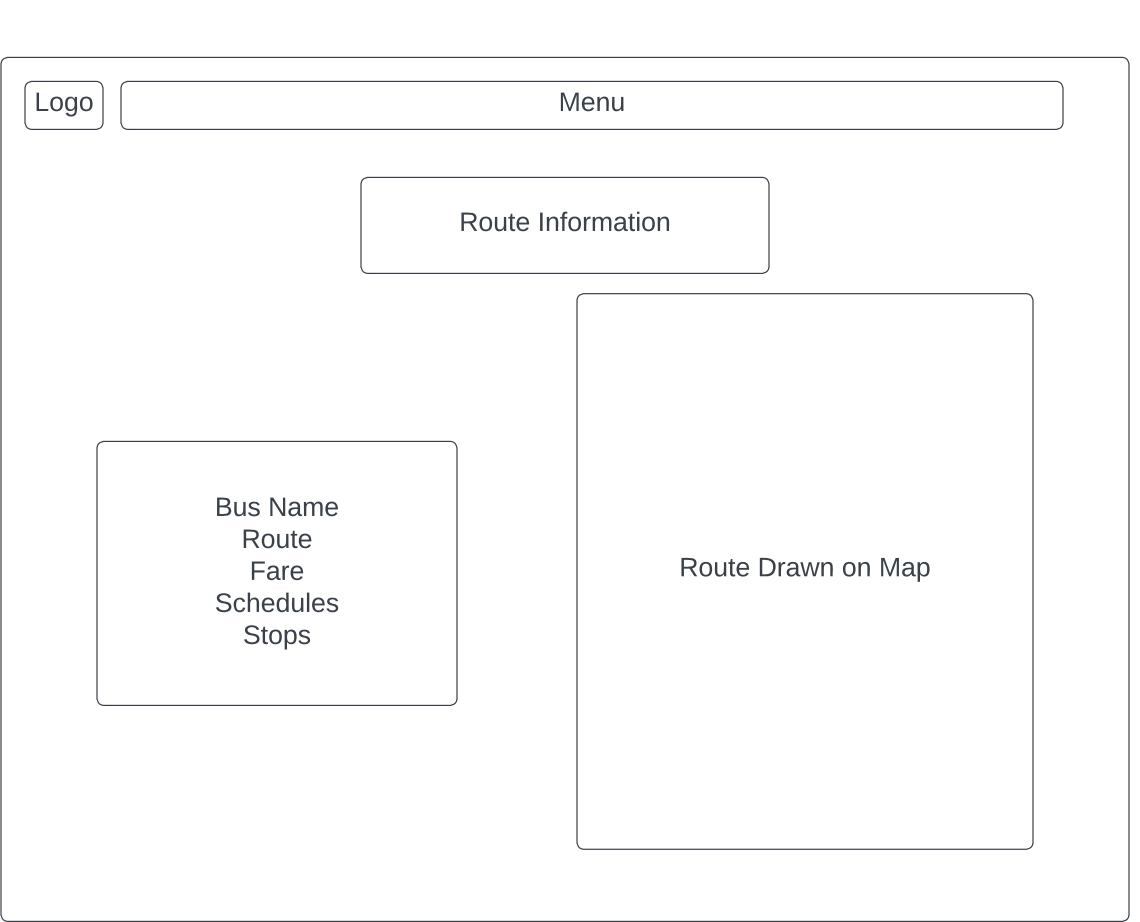 Logo
Menu
Route Information
Bus Name
Route
Fare
Schedules
Stops
Route Drawn on Map